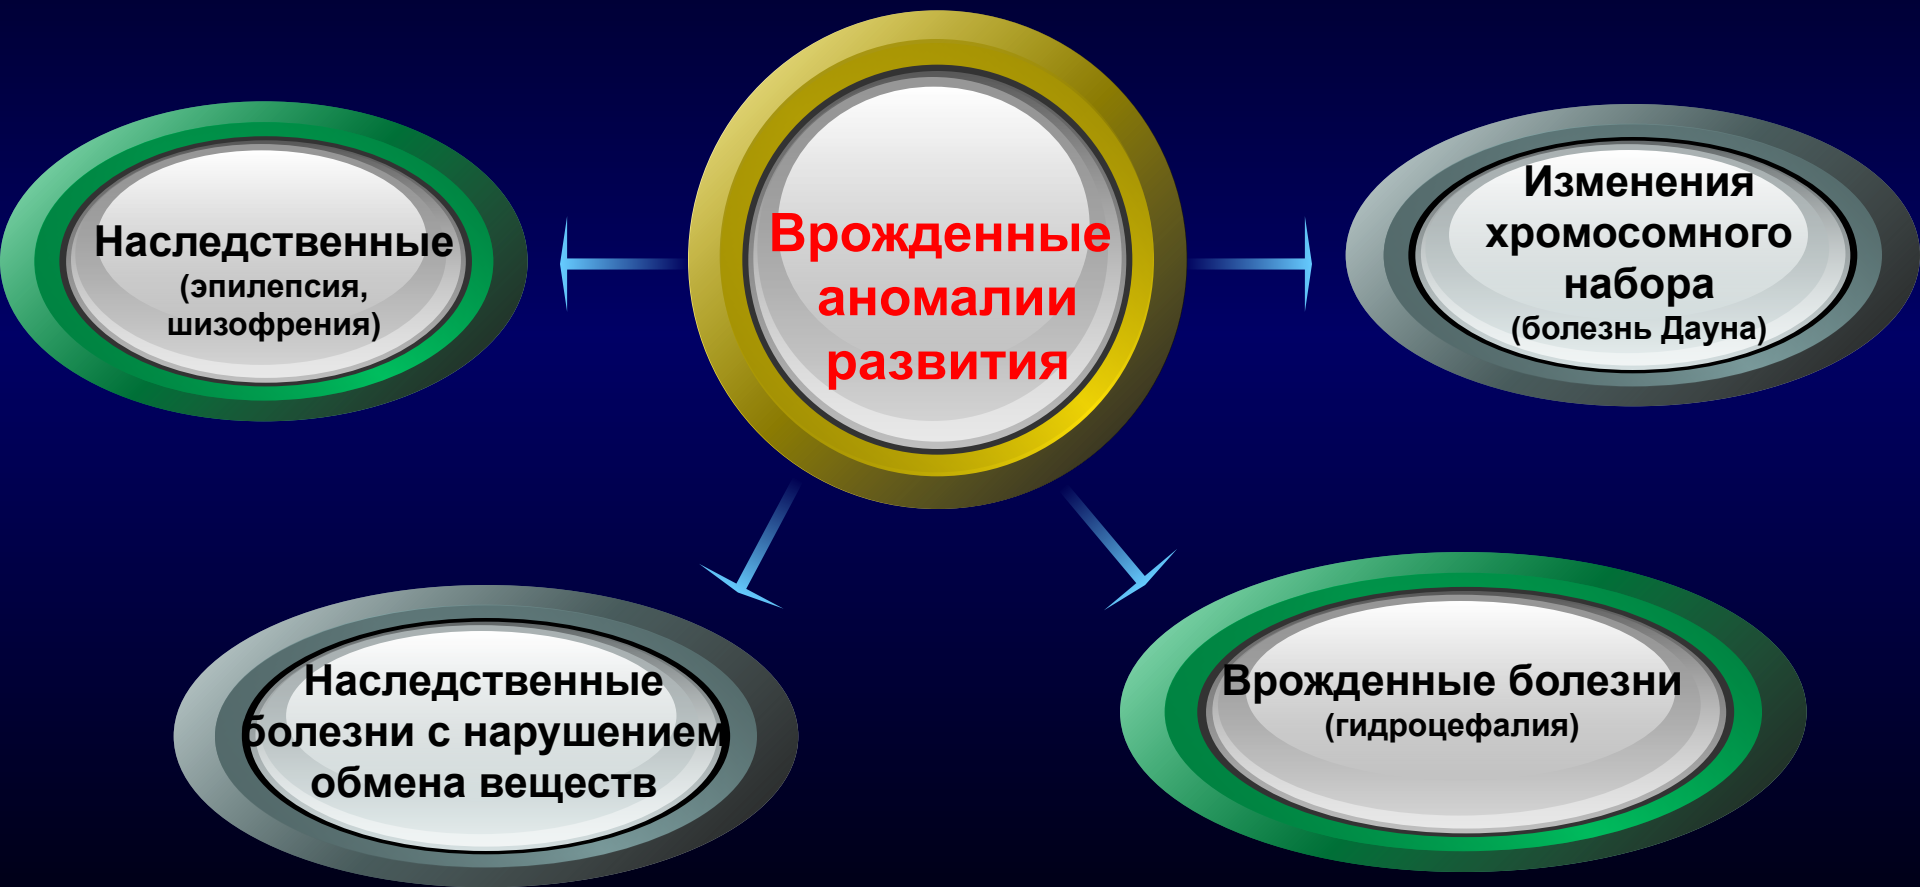 Врожденные
аномалии
развития
Наследственные
(эпилепсия,
шизофрения)
Изменения
хромосомного
набора
(болезнь Дауна)
Наследственные
болезни с нарушением
обмена веществ
Врожденные болезни
(гидроцефалия)